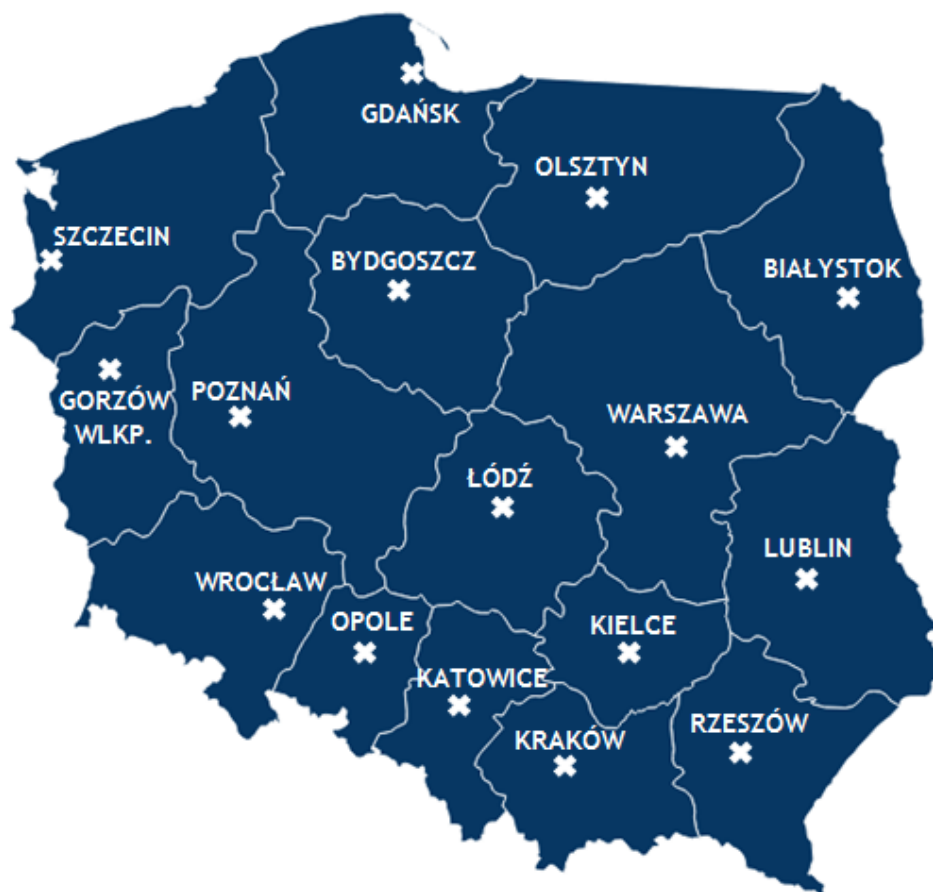 GDAŃSK
OLSZTYN
SZCZECIN
BYDGOSZCZ
BIAŁYSTOK
POZNAŃ
GORZÓW
WLKP.
WARSZAWA
ŁÓDŹ
LUBLIN
WROCŁAW
OPOLE
KIELCE
KATOWICE
RZESZÓW
KRAKÓW